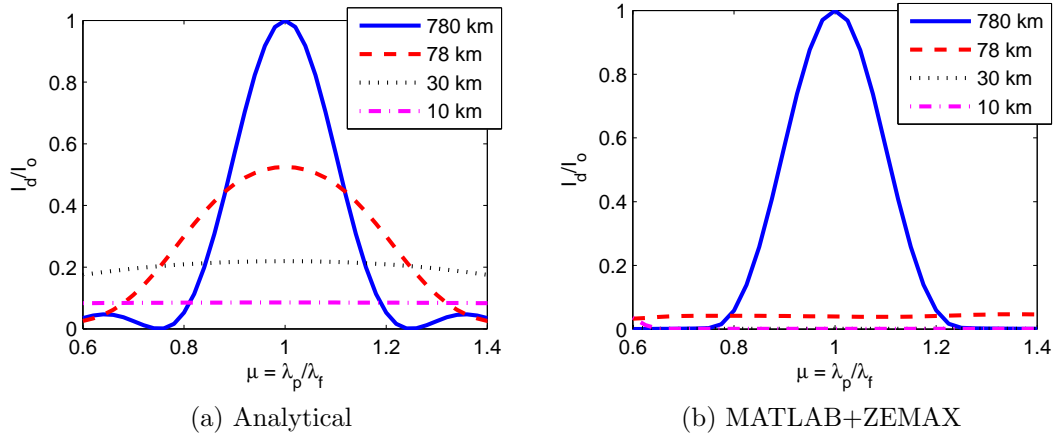 1
0.8
0.6
0.4
0.2
0
I_d/I_o
0.6 0.8 1 1.2 1.4
μ = λ_p/λ_f
780 km
78 km
30 km
10 km
(a) Analytical
1
0.8
0.6
0.4
0.2
0
I_d/I_o
0.6 0.8 1 1.2 1.4
μ = λ_p/λ_f
780 km
78 km
30 km
10 km
(b) MATLAB+ZEMAX